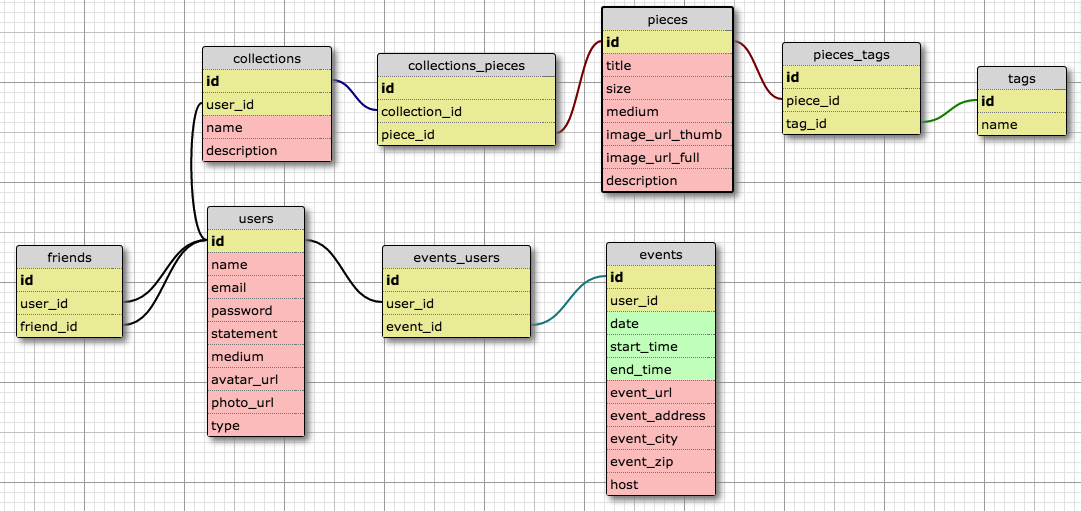 collections
id
user_id
name
description
collections_pieces
id
collection_id
piece_id
pieces
id
title
size
medium
image_url_thumb
image_url_full
description
pieces_tags
id
piece_id
tag_id
tags
id
name
friends
id
user_id
friend_id
users
id
name
email
password
statement
medium
avatar_url
photo_url
type
events_users
id
user_id
event_id
events
id
user_id
date
start_time
end_time
event_url
event_address
event_city
event_zip
host